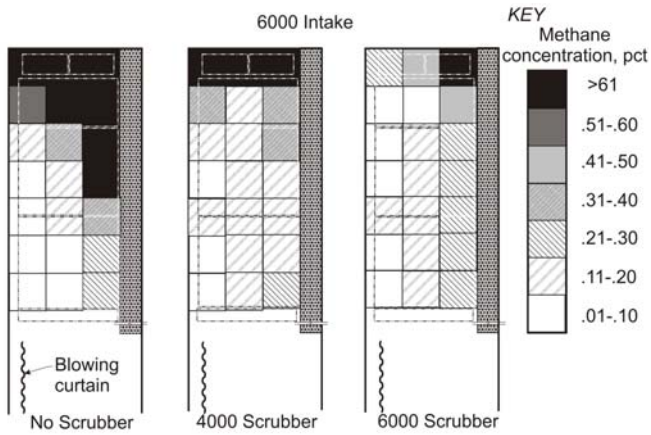 6000 Intake
KEY
Methane
concentration, pct
>61
.51-.60
.41-.50
.31-.40
.21-.30
.11-.20
.01-.10
Blowing
curtain
No Scrubber
4000 Scrubber
6000 Scrubber